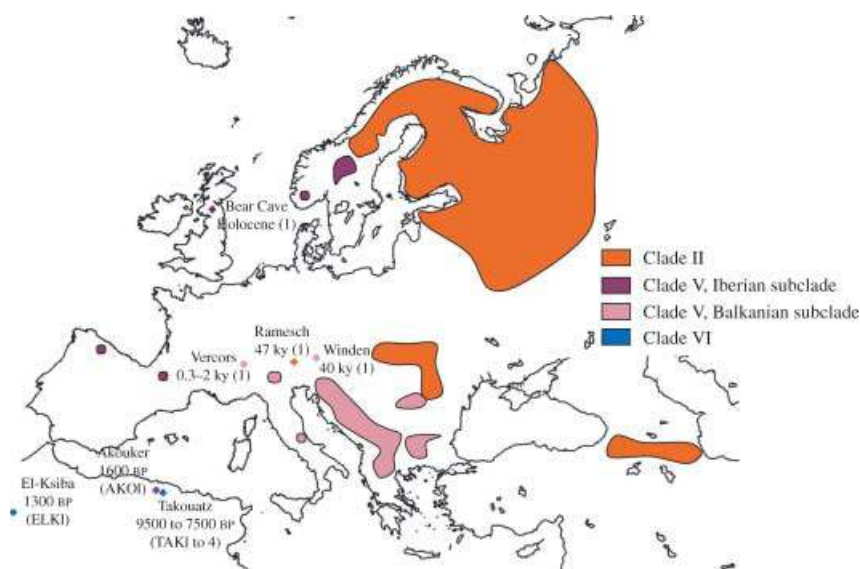 Bear Cave
Holocene (1)
Clade II
Clade V, Iberian subclade
Clade V, Balkanian subclade
Clade VI
Ramesch
47 ky (1)
Winden
40 ky (1)
Vercors
0.3–2 ky (1)
Akouker
1600 BP
(AKOI)
El-Ksiba
1300 BP
(ELKI)
Takouatz
9500 to 7500 BP
(TAKI to 4)